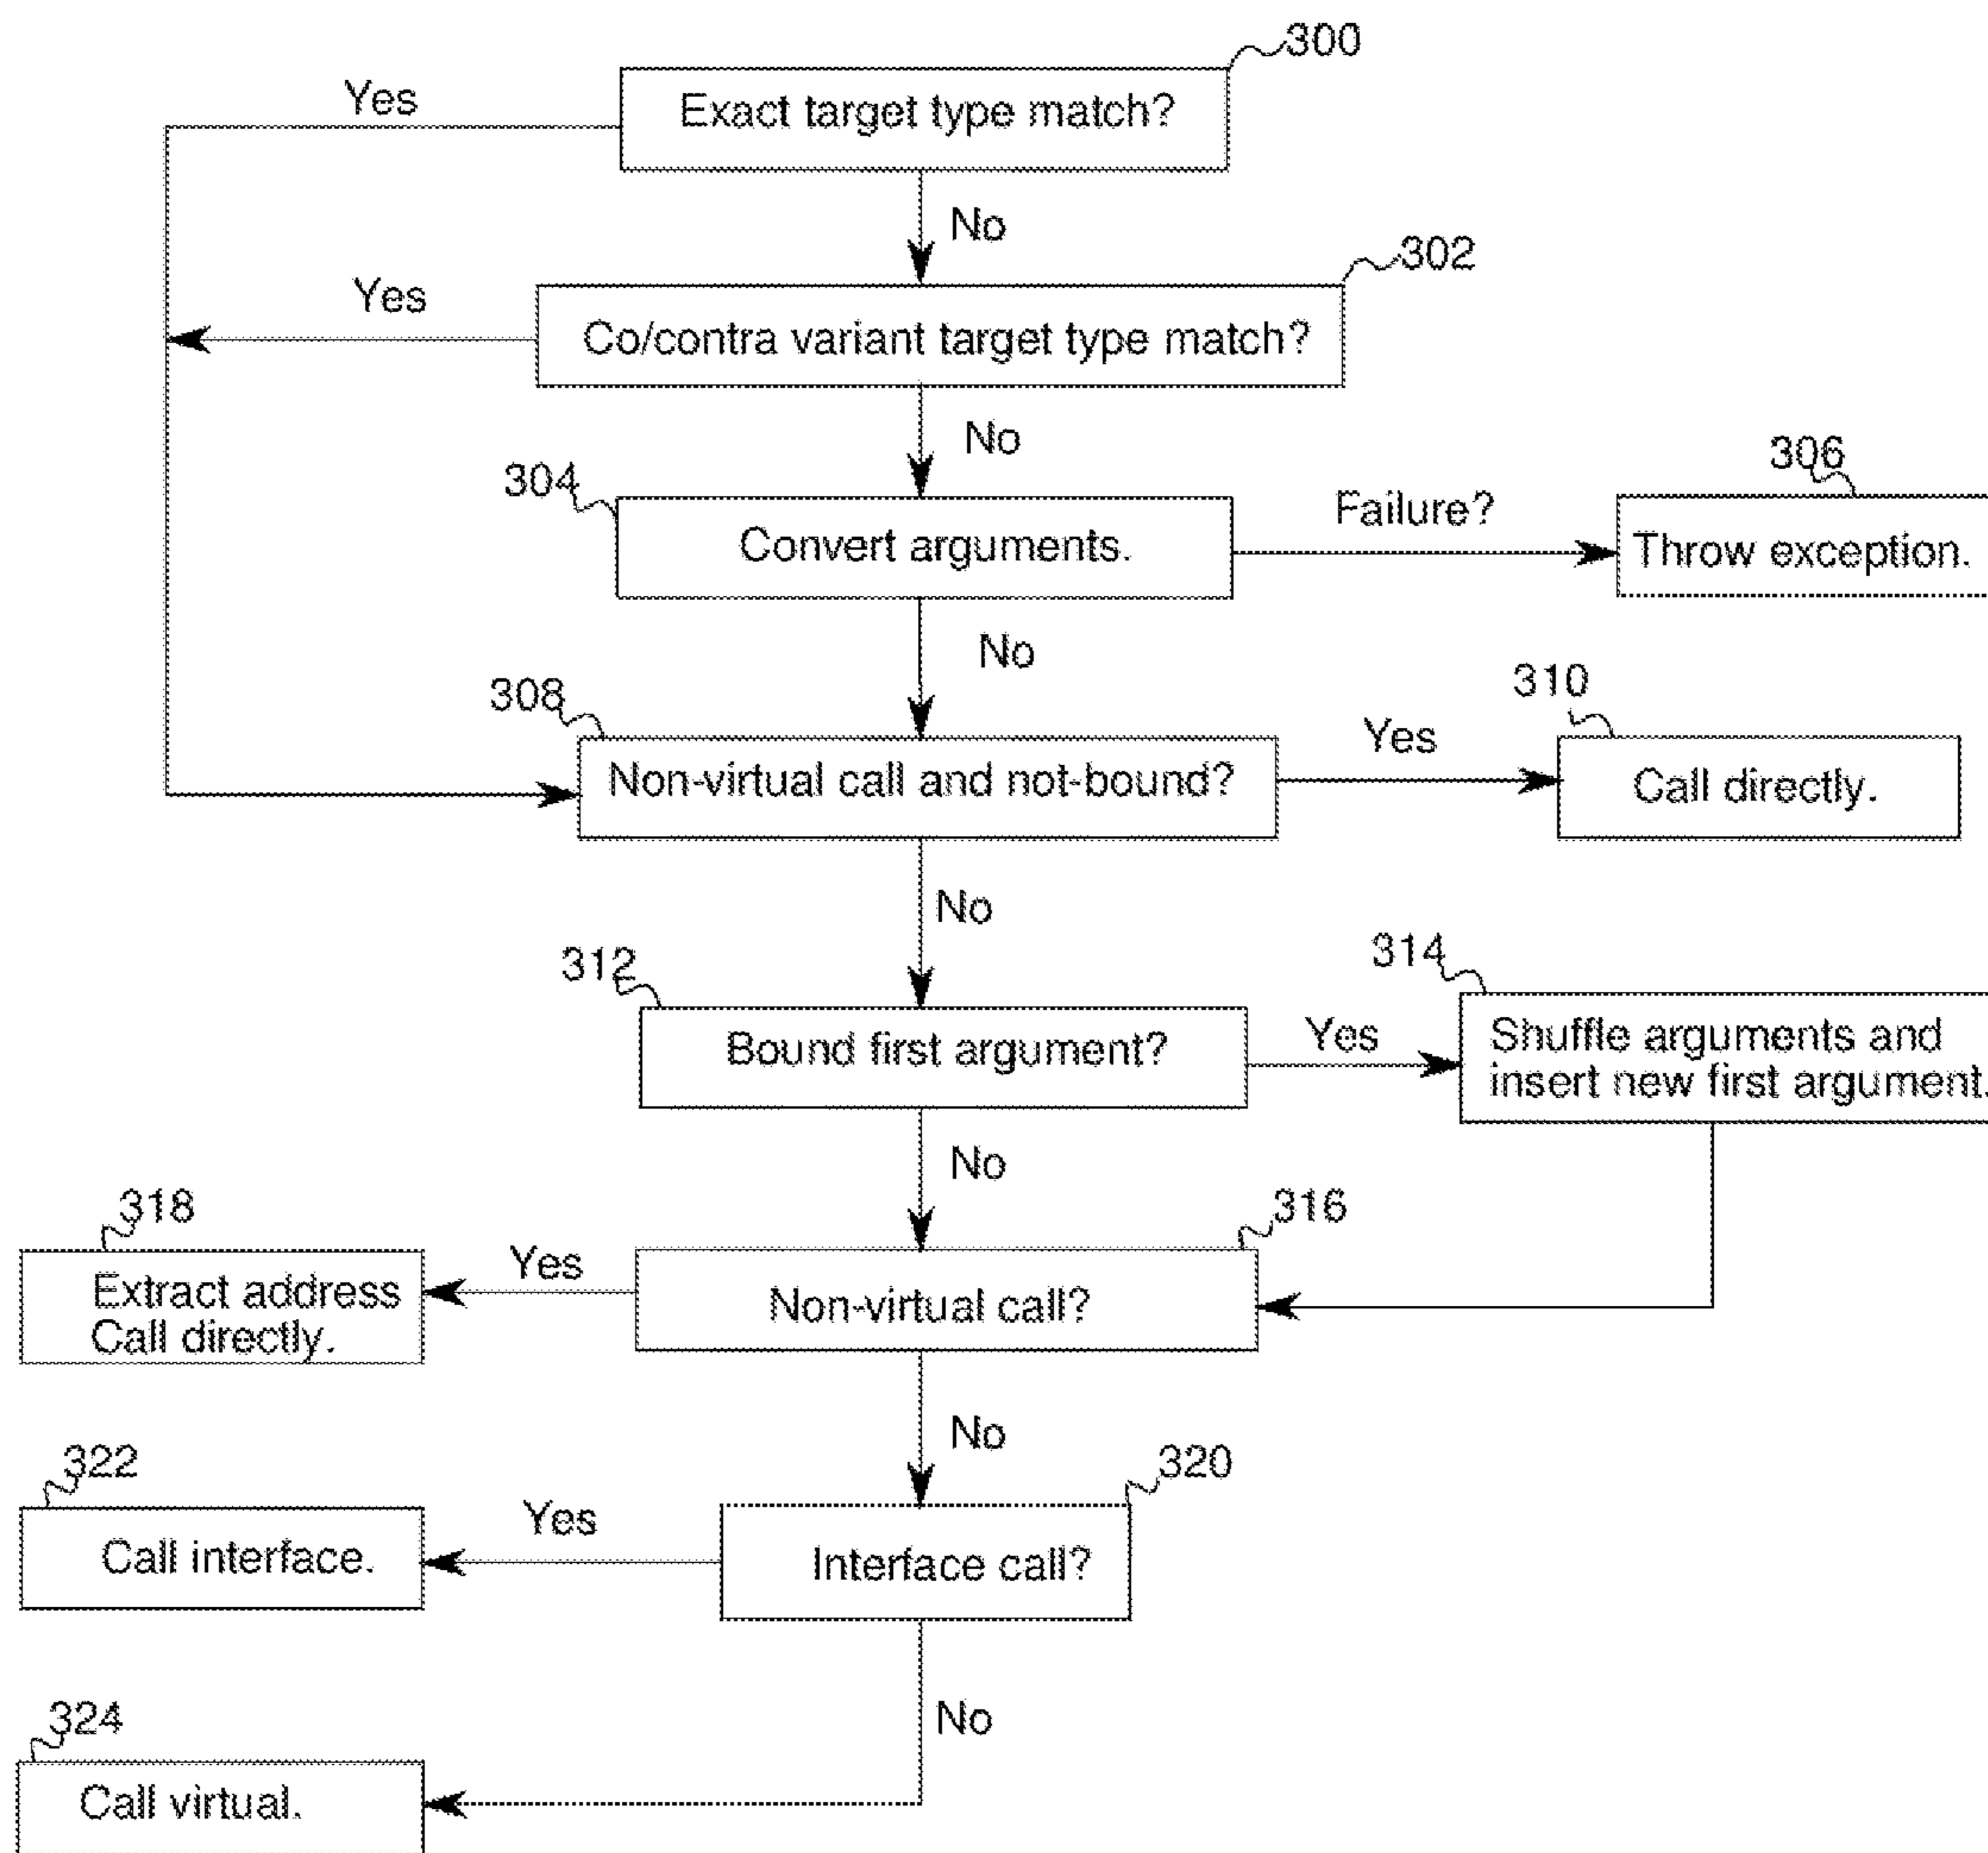 300
Yes
Exact target type match?
No
302
Yes
Co/contra variant target type match?
No
304
306
Failure?
Convert arguments.
Throw exception.
No
308
310
Yes
Non-virtual call and not-bound?
Call directly.
No
312
314
Bound first argument?
Yes
Shuffle arguments and
insert new first argument.
No
318
316
Yes
Extract address
Call directly.
Non-virtual call?
No
322
320
Yes
Call interface.
Interface call?
324
No
Call virtual.